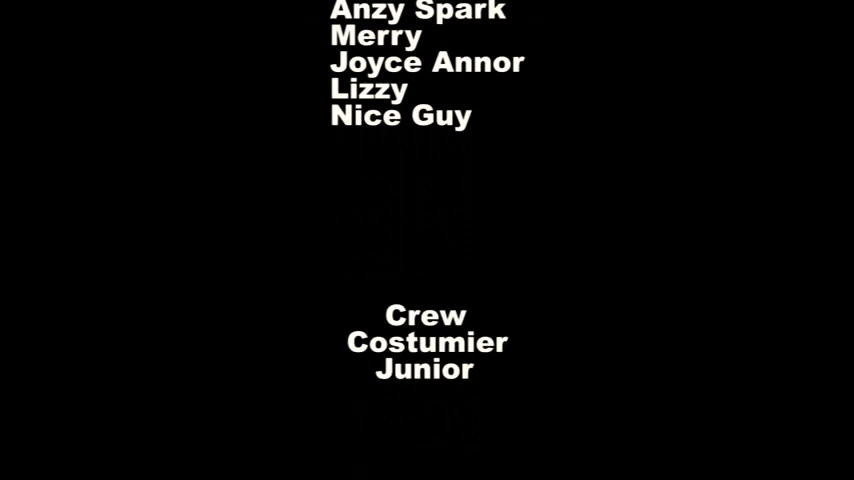 Anzy Spark
Merry
Joyce Annor
Lizzy
Nice Guy
Crew
Costumier
Junior